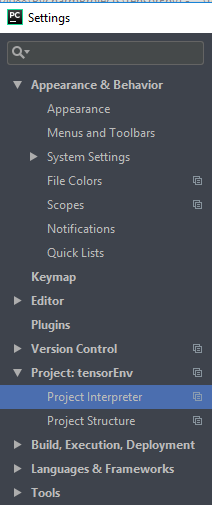 PC Settings
Appearance & Behavior
Appearance
Menus and Toolbars
System Settings
File Colors
Scopes
Notifications
Quick Lists
Keymap
Editor
Plugins
Version Control
Project: tensorEnv
Project Interpreter
Project Structure
Build, Execution, Deployment
Languages & Frameworks
Tools